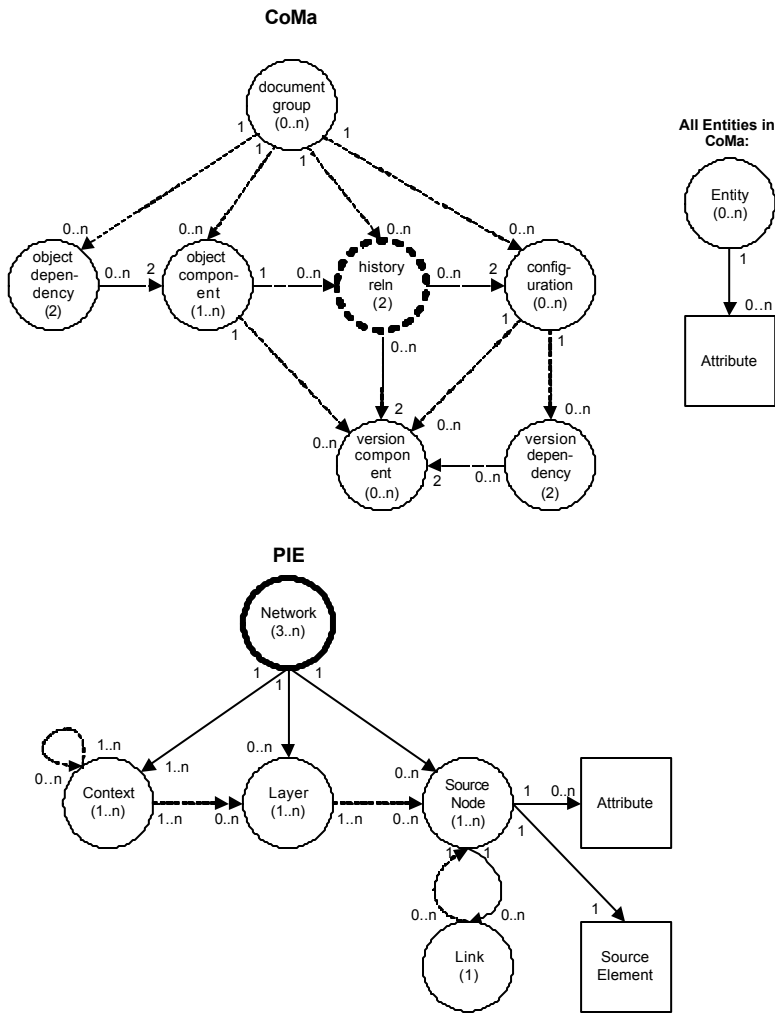 CoMa
document
group
(0..n)
1
1
1
1
0..n
0..n
0..n
0..n
object
depen-
dency
(2)
0..n
2
object
compon-
ent
(1..n)
1
0..n
history
reln
(2)
0..n
2
config-
uration
(0..n)
1
0..n
1
1
0..n
2
0..n
0..n
version
compon
ent
(0..n)
2
0..n
version
depen-
dency
(2)
All Entities in
CoMa:
Entity
(0..n)
1
0..n
Attribute
PIE
Network
(3..n)
1
1
1
1..n
0..n
1..n
0..n
0..n
Context
(1..n)
1..n
0..n
Layer
(1..n)
1..n
0..n
Source
Node
(1..n)
1
0..n
Attribute
1
1
1
0..n
0..n
1
Link
(1)
Source
Element